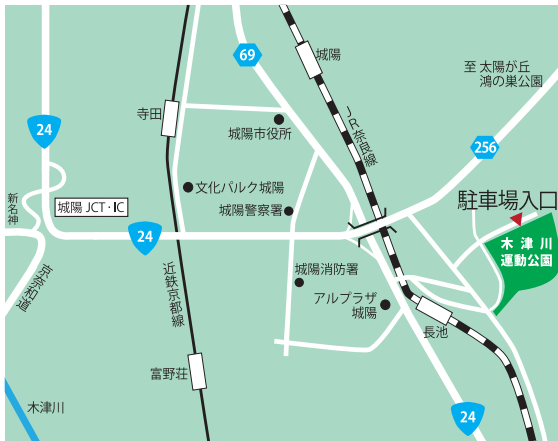 69
城陽
至 太陽が丘
鴻の巣公園
寺田
24
城陽市役所
JR奈良線
256
文化パルク城陽
駐車場入口
新名神
城陽 JCT・IC
城陽警察署
24
木津川
運動公園
京奈和道
近鉄京都線
城陽消防署
アルプラザ
城陽
長池
富野荘
木津川
24